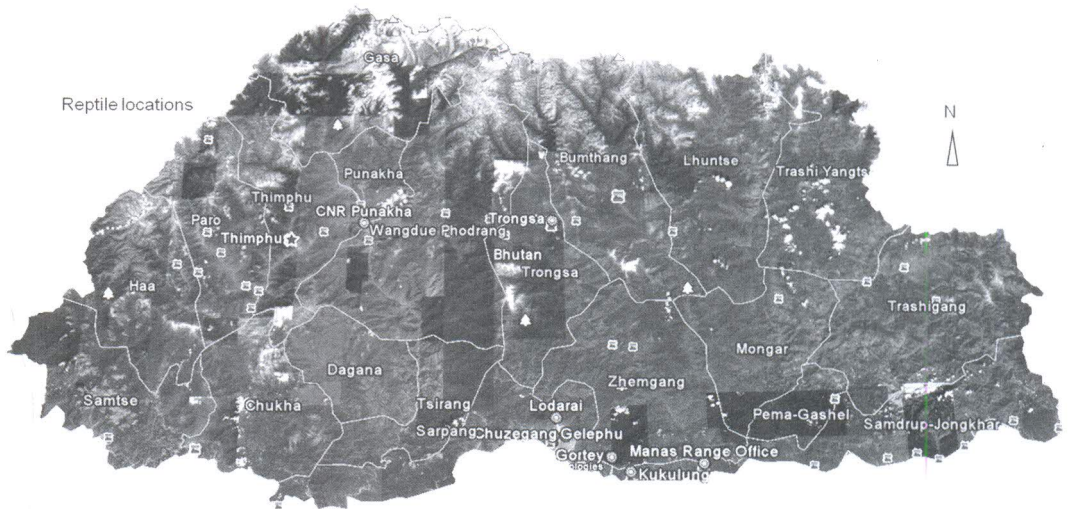 Gasa
Reptile locations
N
Bumthang
Lhuntse
Trashi Yangts
Punakha
Thimphu
CNR Punakha
Paro
Trongsa
Wangdue Phodrang
Thimphu
Bhutan
Trongsa
Haa
Trashigang
Mongar
Dagana
Zhemgang
Samtse
Chukha
Tsirang
Lodarai
Pema-Gashel
Samdrup-Jongkhar
Sarpang
Chuzegang Gelephu
Gortey
Manas Range Office
ologies
Kukulung